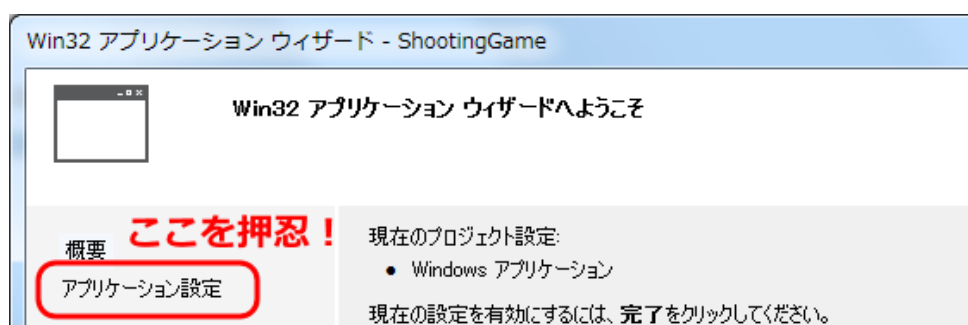 Win32 アプリケーション ウィザード - ShootingGame
Win32 アプリケーション ウィザードへようこそ
ここを押忍！
概要
アプリケーション設定
現在のプロジェクト設定:
● Windows アプリケーション
現在の設定を有効にするには、完了をクリックしてください。